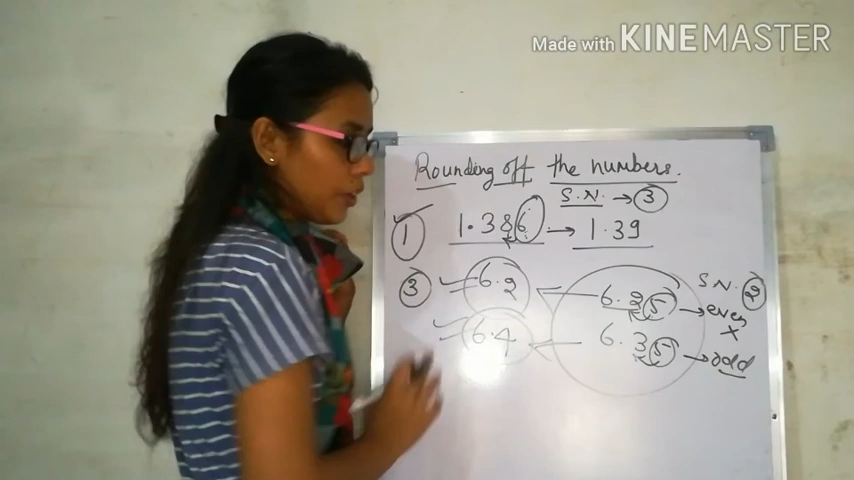 Made with KINEMASTER
Rounding off the numbers.
S.N. → 3
1 1.386 → 1.39
S.N. 2
3 6.2 6.25 → even
X
6.4 6.35 → odd